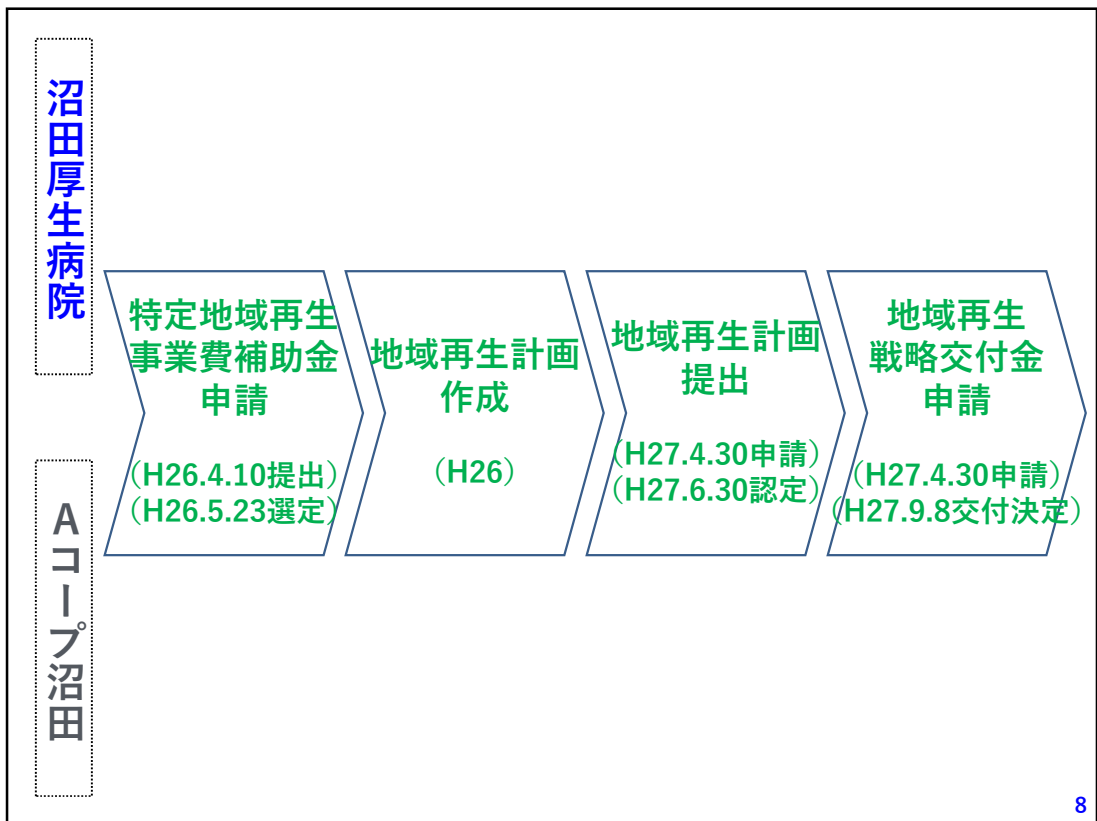 沼田厚生病院
Aコープ沼田
特定地域再生
事業費補助金
申請
(H26.4.10提出)
(H26.5.23選定)
地域再生計画
作成
(H26)
地域再生計画
提出
(H27.4.30申請)
(H27.6.30認定)
地域再生
戦略交付金
申請
(H27.4.30申請)
(H27.9.8交付決定)
8